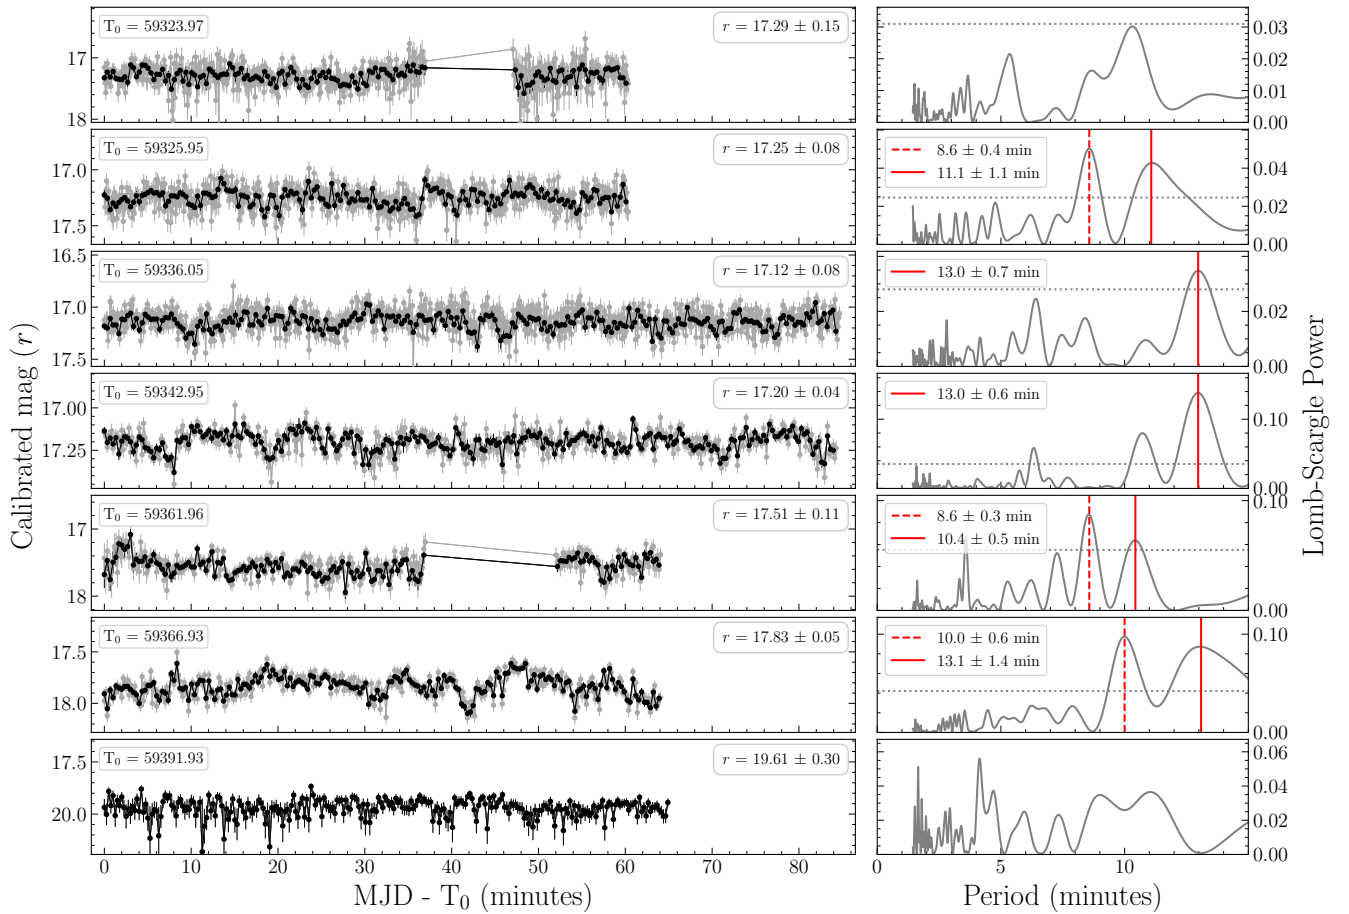 T₀ = 59323.97
r = 17.29 ± 0.15
17
18
0.03
0.02
0.01
0.00
T₀ = 59325.95
r = 17.25 ± 0.08
17.0
17.5
8.6 ± 0.4 min
11.1 ± 1.1 min
0.04
0.02
0.00
T₀ = 59336.05
r = 17.12 ± 0.08
16.5
17.0
17.5
13.0 ± 0.7 min
0.02
0.00
T₀ = 59342.95
r = 17.20 ± 0.04
17.00
17.25
13.0 ± 0.6 min
0.10
0.00
T₀ = 59361.96
r = 17.51 ± 0.11
17
18
8.6 ± 0.3 min
10.4 ± 0.5 min
0.10
0.00
T₀ = 59366.93
r = 17.83 ± 0.05
17.5
18.0
10.0 ± 0.6 min
13.1 ± 1.4 min
0.10
0.00
T₀ = 59391.93
r = 19.61 ± 0.30
17.5
20.0
0.06
0.04
0.02
0.00
0 10 20 30 40 50 60 70 80
0 5 10
MJD - T₀ (minutes)
Period (minutes)
Calibrated mag (r)
Lomb-Scargle Power